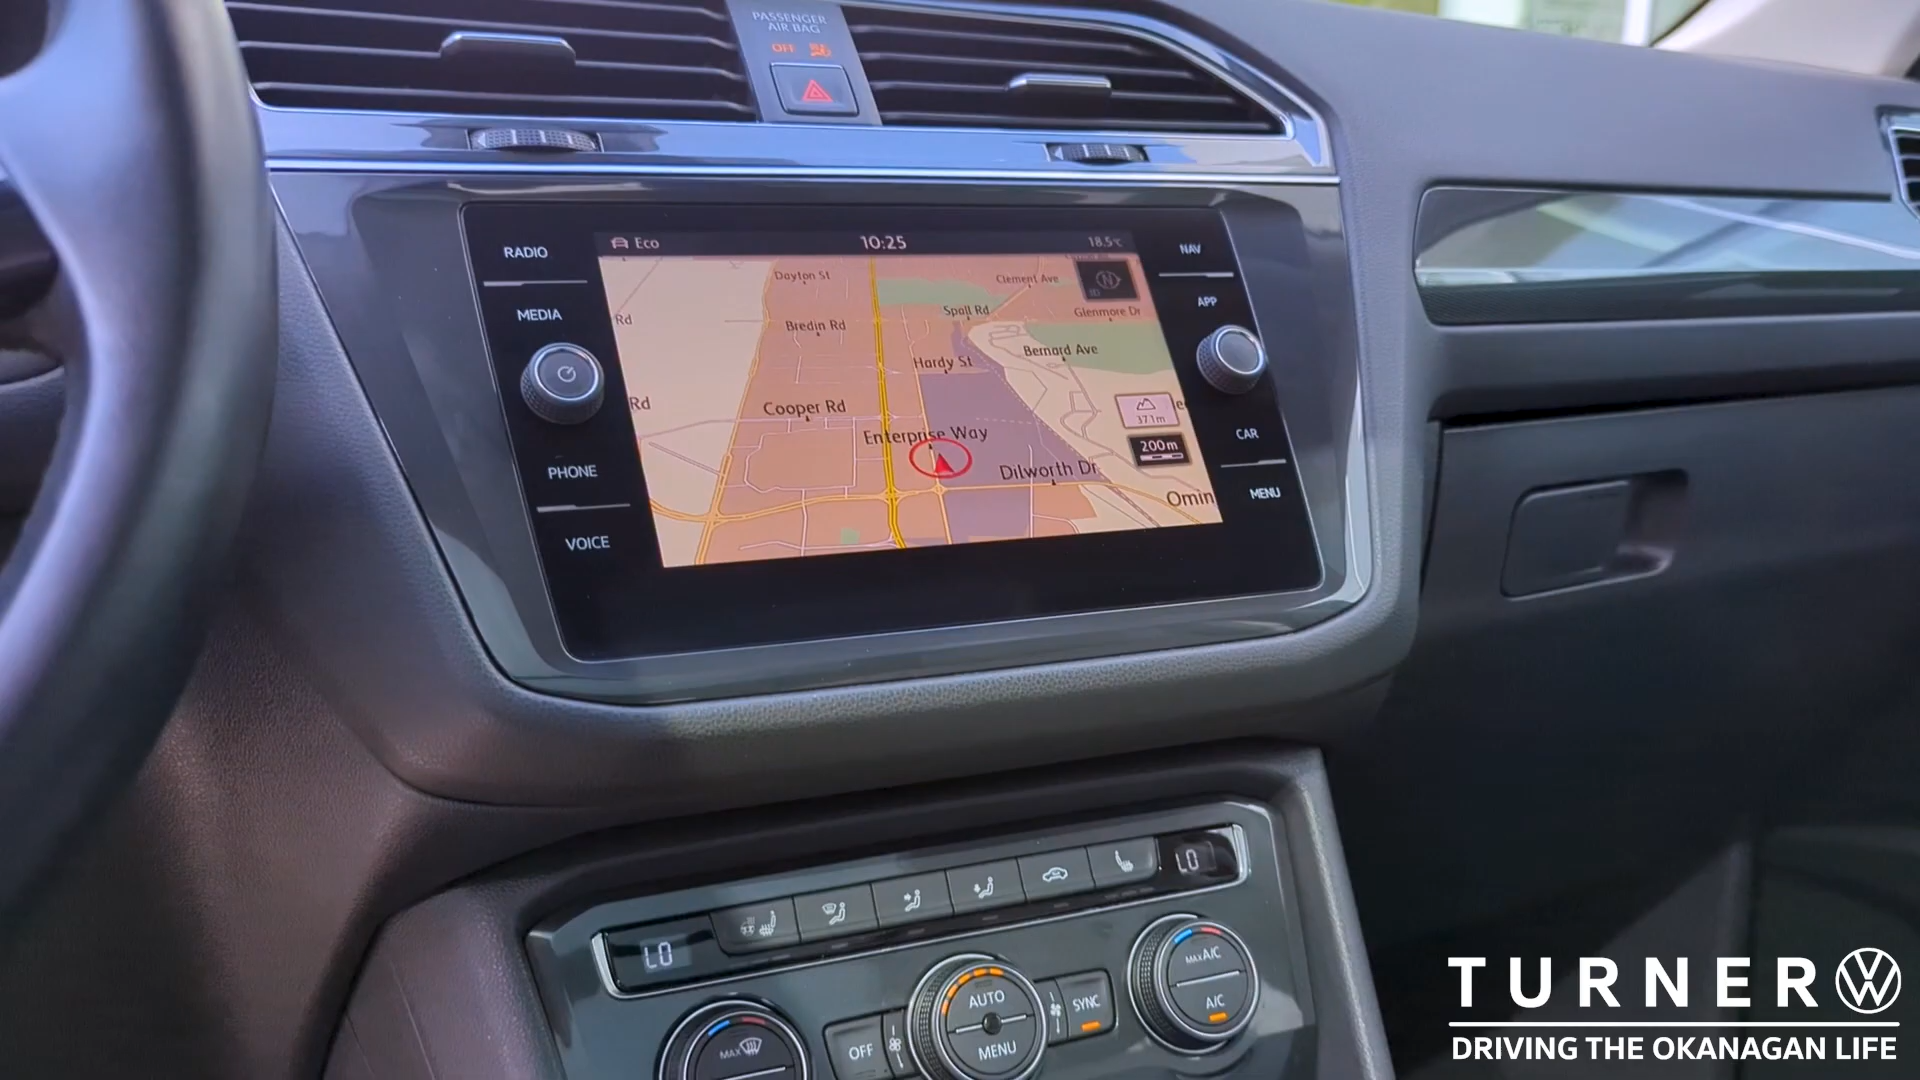 PASSENGER
AIR BAG
OFF
RADIO
MEDIA
PHONE
VOICE
Eco
10:25
18.5°C
NAV
APP
CAR
MENU
Dayton St
Clement Ave
N
Rd
Bredin Rd
Spall Rd
Glenmore Dr
Hardy St
Bernard Ave
Rd
Cooper Rd
371m
Enterprise Way
200m
Dilworth Dr
Omin
LO
LO
MAX
OFF
AUTO
MENU
SYNC
MAX A/C
A/C
TURNER
DRIVING THE OKANAGAN LIFE